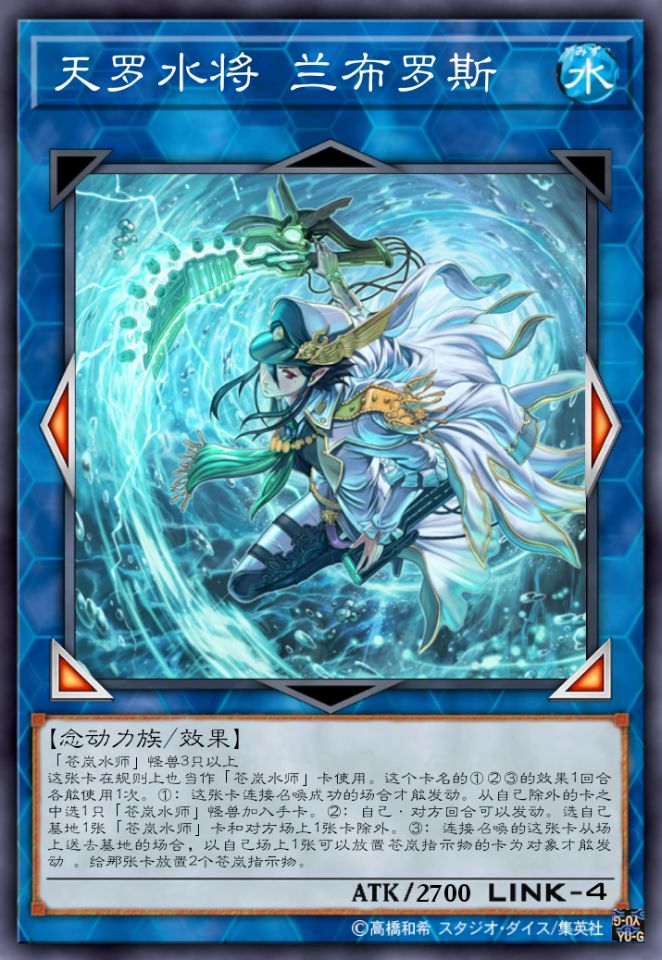 天罗水将 兰布罗斯
みず
水
【念动力族/效果】
「苍岚水师」怪兽3只以上
这张卡在规则上也当作「苍岚水师」卡使用。这个卡名的①②③的效果1回合
各能使用1次。①：这张卡连接召唤成功的场合才能发动。从自己除外的卡之
中选1只「苍岚水师」怪兽加入手卡。②：自己·对方回合可以发动。选自己
墓地1张「苍岚水师」卡和对方场上1张卡除外。③：连接召唤的这张卡从场
上送去墓地的场合，以自己场上1张可以放置苍岚指示物的卡为对象才能发
动 。给那张卡放置2个苍岚指示物。
ATK/2700 LINK-4
©高橋和希 スタジオ・ダイス/集英社